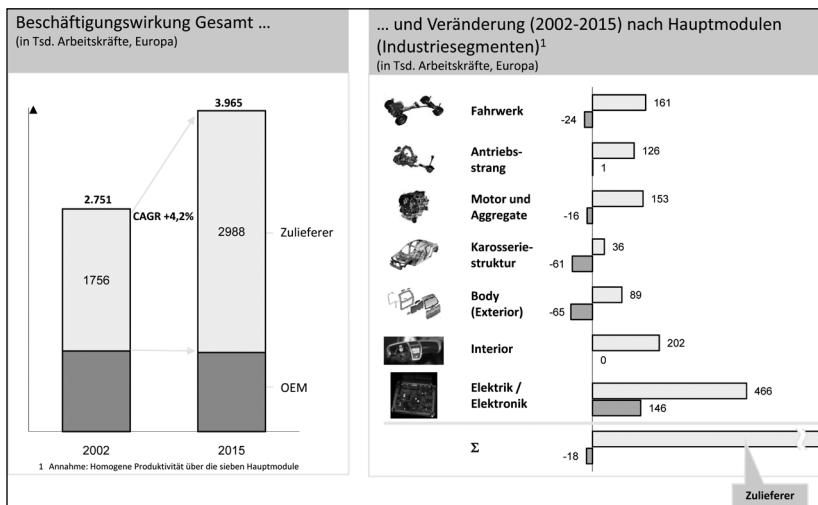 Beschäftigungswirkung Gesamt ...
(in Tsd. Arbeitskräfte, Europa)
3.965
2.751
CAGR +4,2%
2988
Zulieferer
1756
OEM
2002
2015
1 Annahme: Homogene Produktivität über die sieben Hauptmodule
... und Veränderung (2002-2015) nach Hauptmodulen
(Industriesegmenten)1
(in Tsd. Arbeitskräfte, Europa)
Fahrwerk
161
-24
Antriebs-
strang
126
1
Motor und
Aggregate
153
-16
Karosserie-
struktur
36
-61
Body
(Exterior)
89
-65
Interior
202
0
Elektrik /
Elektronik
466
146
Σ
-18
Zulieferer